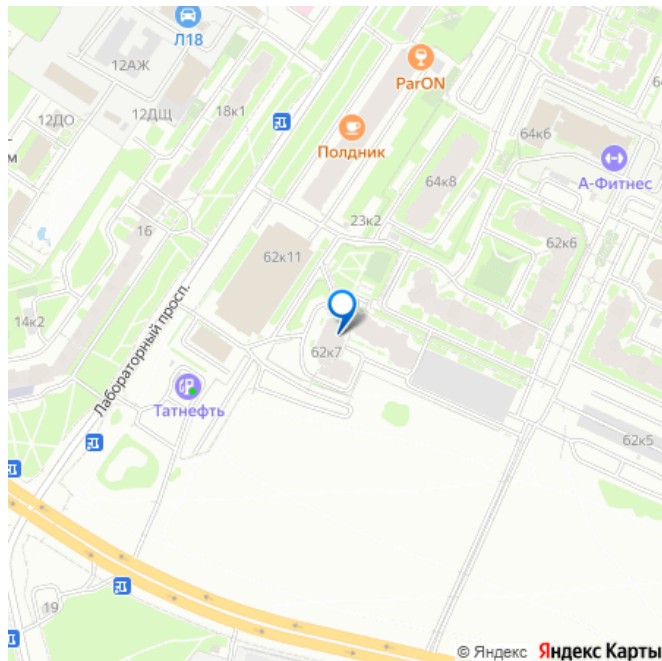 Л18
ParON
12АЖ
18к1
12ДО
12ДЩ
Полдник
64к6
А-Фитнес
м
64к8
23к2
16
62к6
62к11
Лабораторный просп.
14к2
62к7
Татнефть
62к5
19
© Яндекс Яндекс Карты